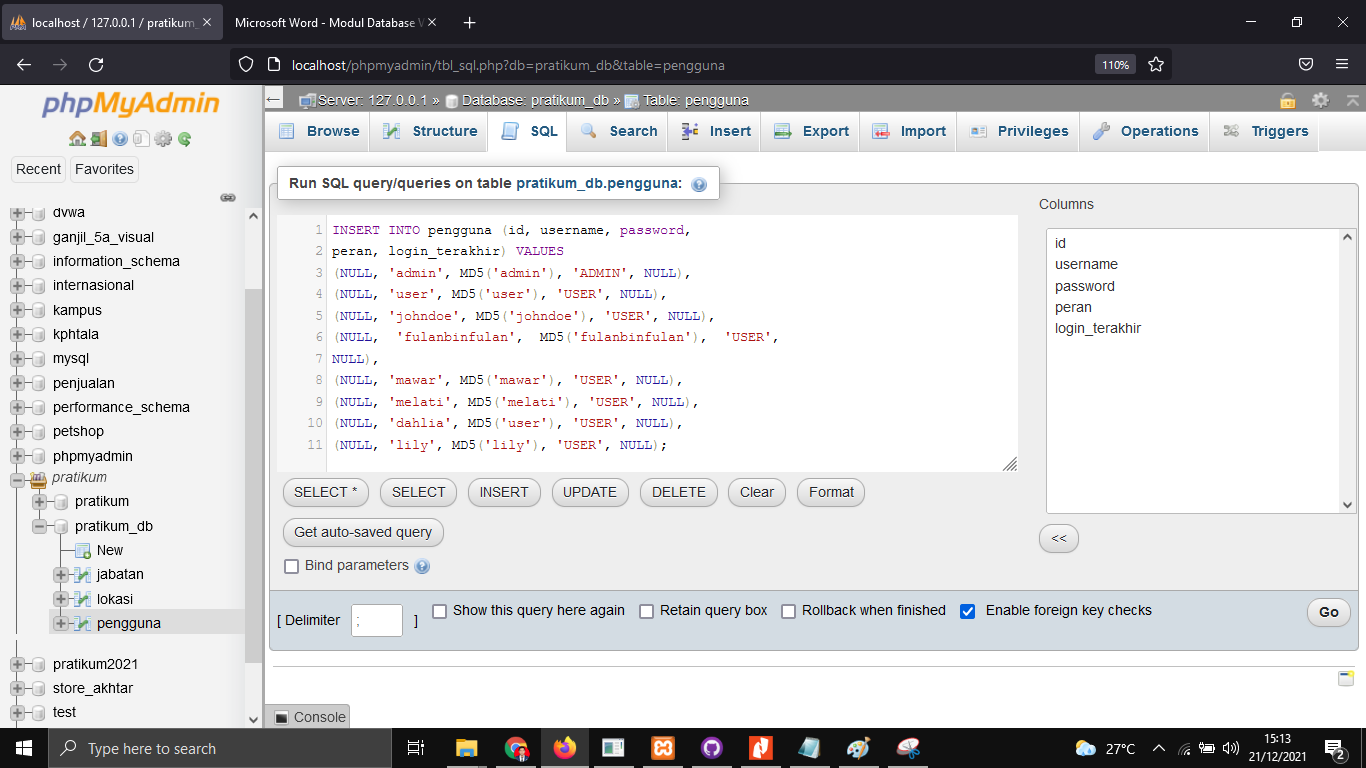 localhost / 127.0.0.1 / pratikum_
Microsoft Word - Modul Database V
localhost/phpmyadmin/tbl_sql.php?db=pratikum_db&table=pengguna
110%
phpMyAdmin
Recent
Favorites
dvwa
ganjil_5a_visual
information_schema
internasional
kampus
kphtala
mysql
penjualan
performance_schema
petshop
phpmyadmin
pratikum
pratikum
pratikum_db
New
jabatan
lokasi
pengguna
pratikum2021
store_akhtar
test
Server: 127.0.0.1 » Database: pratikum_db » Table: pengguna
Browse
Structure
SQL
Search
Insert
Export
Import
Privileges
Operations
Triggers
Run SQL query/queries on table pratikum_db.pengguna:
1 INSERT INTO pengguna (id, username, password,
2 peran, login_terakhir) VALUES
3 (NULL, 'admin', MD5('admin'), 'ADMIN', NULL),
4 (NULL, 'user', MD5('user'), 'USER', NULL),
5 (NULL, 'johndoe', MD5('johndoe'), 'USER', NULL),
6 (NULL, 'fulanbinfulan', MD5('fulanbinfulan'), 'USER',
7 NULL),
8 (NULL, 'mawar', MD5('mawar'), 'USER', NULL),
9 (NULL, 'melati', MD5('melati'), 'USER', NULL),
10 (NULL, 'dahlia', MD5('user'), 'USER', NULL),
11 (NULL, 'lily', MD5('lily'), 'USER', NULL);
Columns
id
username
password
peran
login_terakhir
SELECT *
SELECT
INSERT
UPDATE
DELETE
Clear
Format
Get auto-saved query
<<
Bind parameters
[ Delimiter ; ]
Show this query here again
Retain query box
Rollback when finished
Enable foreign key checks
Go
Console
Type here to search
27°C
15:13
21/12/2021
2